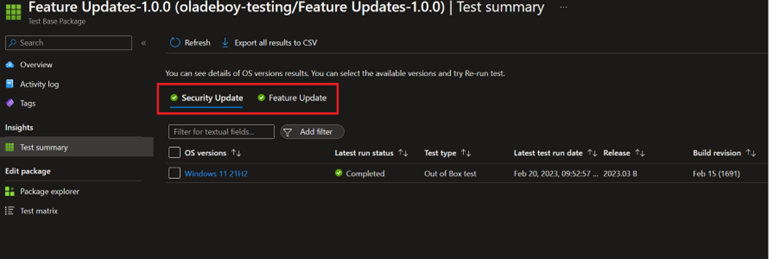 Feature Updates-1.0.0 (oladeboy-testing/Feature Updates-1.0.0) | Test summary ...
Test Base Package
Search «
Overview
Activity log
Tags
Insights
Test summary
Edit package
Package explorer
Test matrix
Refresh Export all results to CSV
You can see details of OS versions results. You can select the available versions and try Re-run test.
Security Update Feature Update
Filter for textual fields... Add filter
OS versions ↑↓ Latest run status ↑↓ Test type ↑↓ Latest test run date ↑↓ Release ↑↓ Build revision ↑↓
Windows 11 21H2 Completed Out of Box test Feb 20, 2023, 09:52:57 ... 2023.03 B Feb 15 (1691)